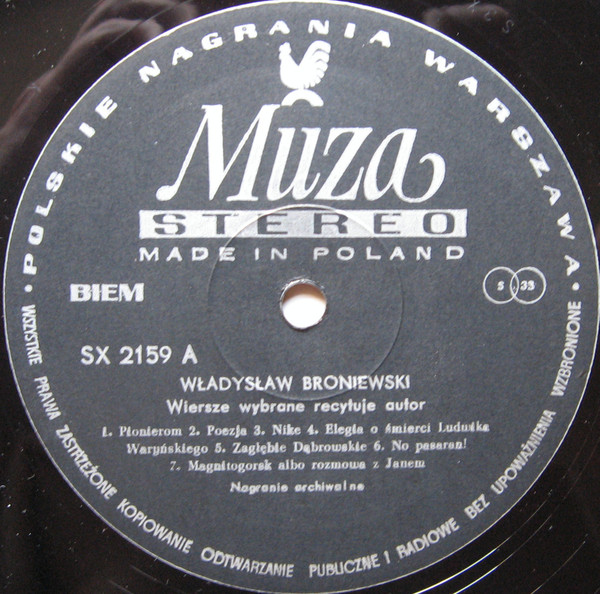 • POLSKIE NAGRANIA WARSZAWA •
Muza
STEREO
MADE IN POLAND
BIEM
S 33
SX 2159 A
WŁADYSŁAW BRONIEWSKI
Wiersze wybrane recytuje autor
1. Pionierom 2. Poezja 3. Nike 4. Elegia o śmierci Ludwika
Waryńskiego 5. Zagłębie Dąbrowskie 6. No pasaran!
7. Magnitogorsk albo rozmowa z Janem
Nagranie archiwalne
WSZYSTKIE PRAWA ZASTRZEŻONE KOPIOWANIE ODTWARZANIE PUBLICZNE I RADIOWE BEZ UPOWAŻNIENIA WZBRONIONE